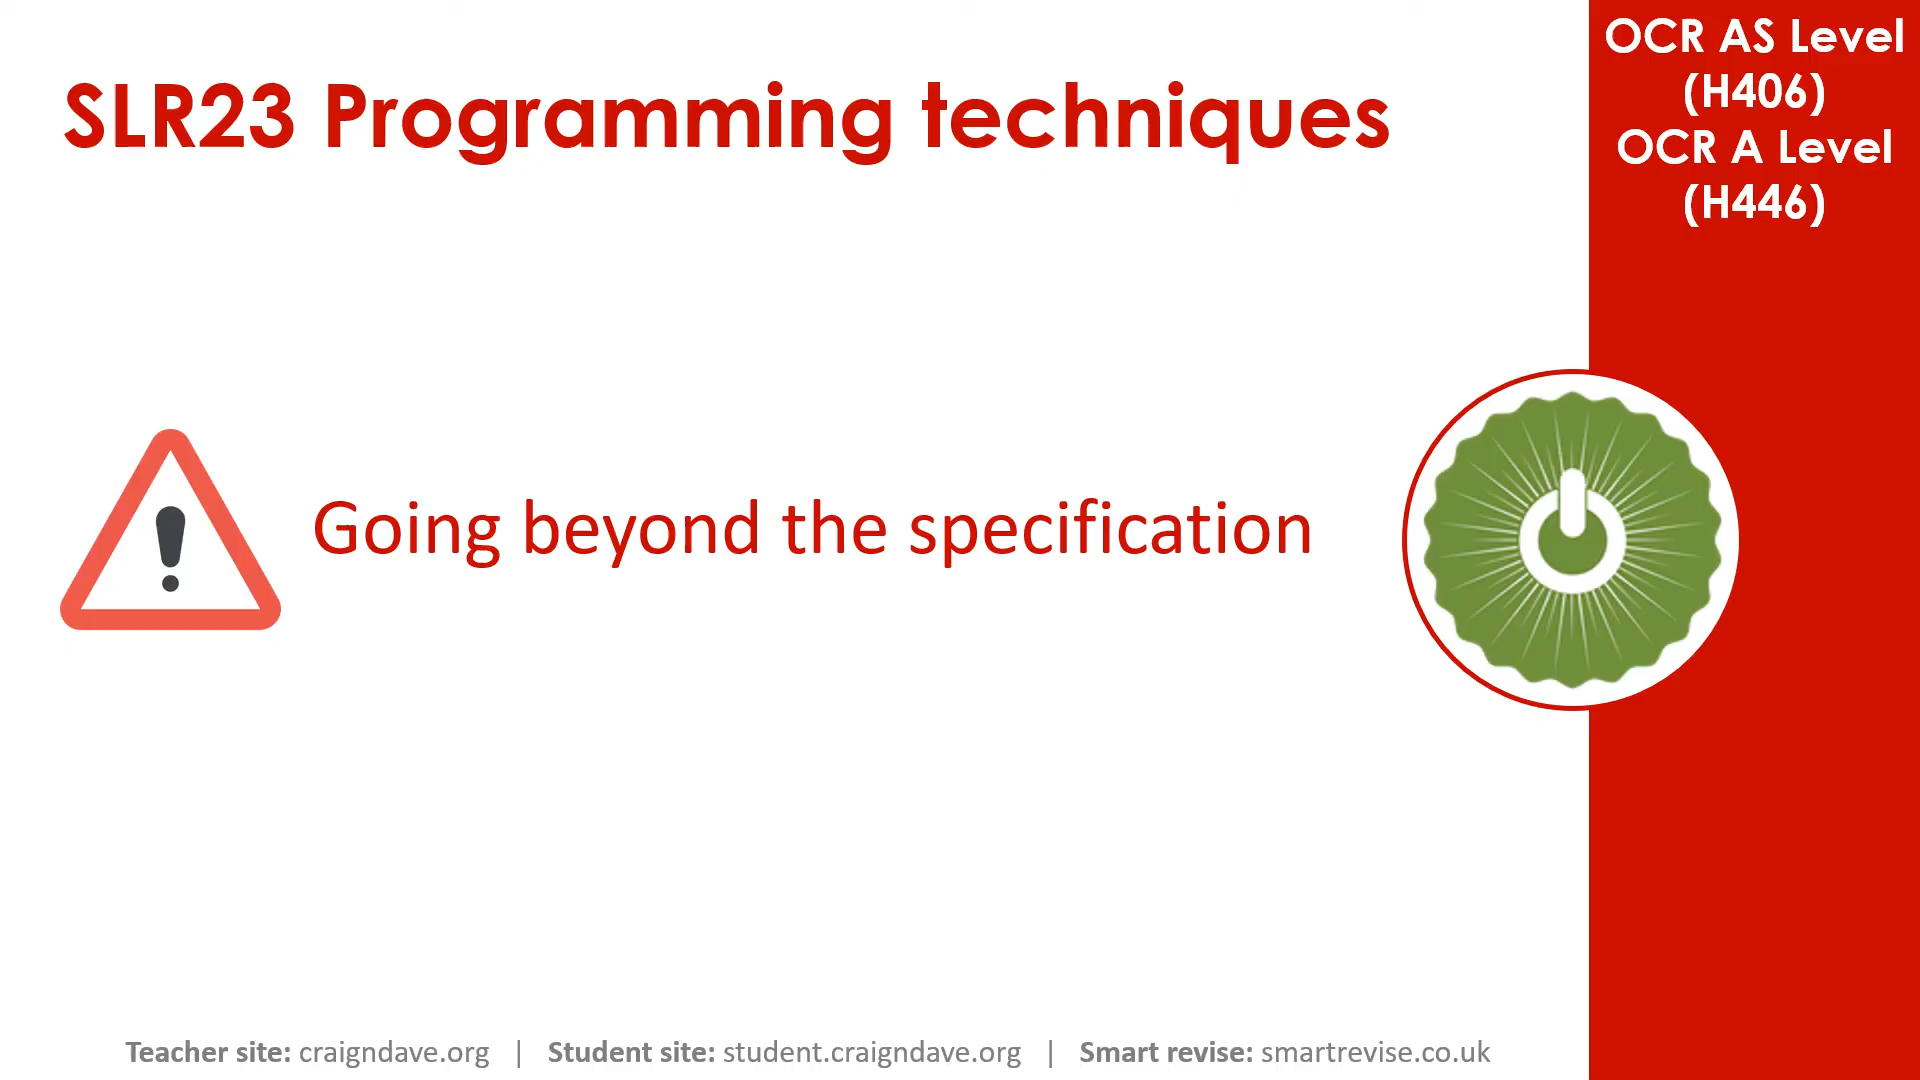 SLR23 Programming techniques
OCR AS Level
(H406)
OCR A Level
(H446)
Going beyond the specification
Teacher site: craigndave.org | Student site: student.craigndave.org | Smart revise: smartrevise.co.uk